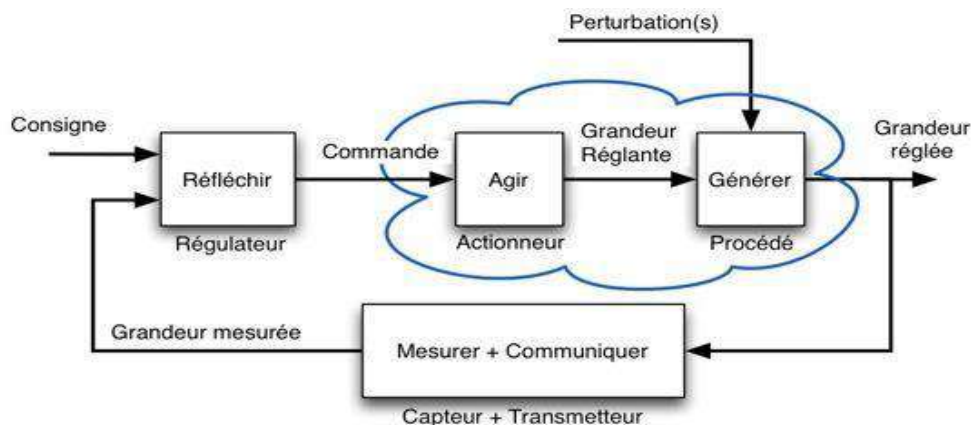 Perturbation(s)
Consigne
Commande
Grandeur
Réglante
Grandeur
réglée
Réfléchir
Agir
Générer
Régulateur
Actionneur
Procédé
Grandeur mesurée
Mesurer + Communiquer
Capteur + Transmetteur